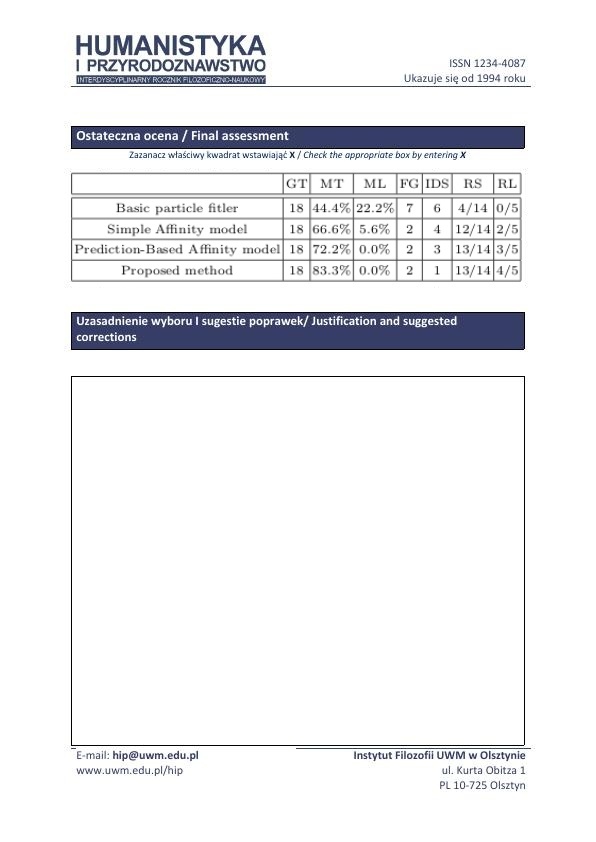 HUMANISTYKA
I PRZYRODOZNAWSTWO
INTERDYSCYPLINARNY ROCZNIK FILOZOFICZNO-NAUKOWY
ISSN 1234-4087
Ukazuje się od 1994 roku
Ostateczna ocena / Final assessment
Zazanacz właściwy kwadrat wstawiająć X / Check the appropriate box by entering X
GT MT ML FG IDS RS RL
Basic particle fitler 18 44.4% 22.2% 7 6 4/14 0/5
Simple Affinity model 18 66.6% 5.6% 2 4 12/14 2/5
Prediction-Based Affinity model 18 72.2% 0.0% 2 3 13/14 3/5
Proposed method 18 83.3% 0.0% 2 1 13/14 4/5
Uzasadnienie wyboru I sugestie poprawek/ Justification and suggested
corrections
E-mail: hip@uwm.edu.pl
www.uwm.edu.pl/hip
Instytut Filozofii UWM w Olsztynie
ul. Kurta Obitza 1
PL 10-725 Olsztyn